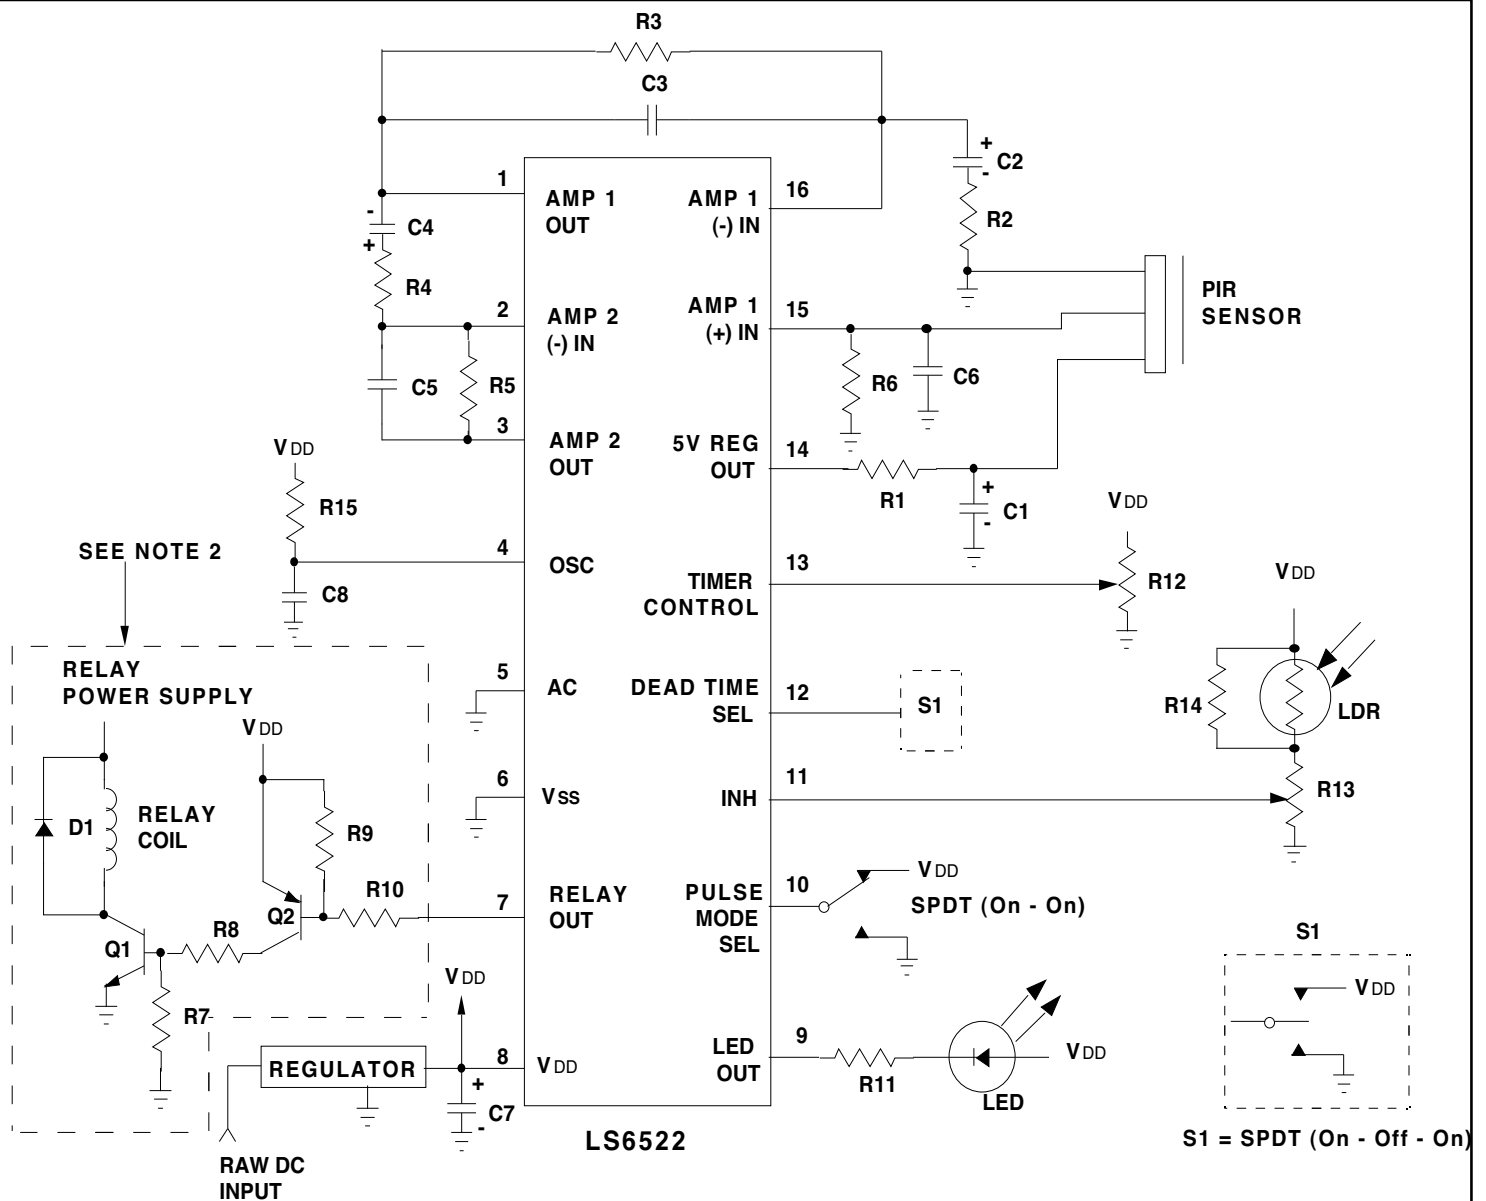 R3
C3
+
C2
-
R2
1
AMP 1
OUT
AMP 1
(-) IN
16
-
C4
+
R4
2
AMP 2
(-) IN
AMP 1
(+) IN
15
PIR
SENSOR
C5
R5
R6
C6
3
AMP 2
OUT
5V REG
OUT
14
R1
+
C1
-
VDD
R15
SEE NOTE 2
4
OSC
C8
13
TIMER
CONTROL
VDD
R12
VDD
RELAY
POWER SUPPLY
5
AC
DEAD TIME
SEL
12
S1
R14
LDR
VDD
6
VSS
INH
11
R13
D1
RELAY
COIL
R9
R10
7
RELAY
OUT
PULSE
MODE
SEL
10
VDD
SPDT (On - On)
Q2
Q1
R8
R7
S1
VDD
VDD
REGULATOR
8
VDD
+
C7
-
LED
OUT
9
R11
LED
VDD
LS6522
S1 = SPDT (On - Off - On)
RAW DC
INPUT